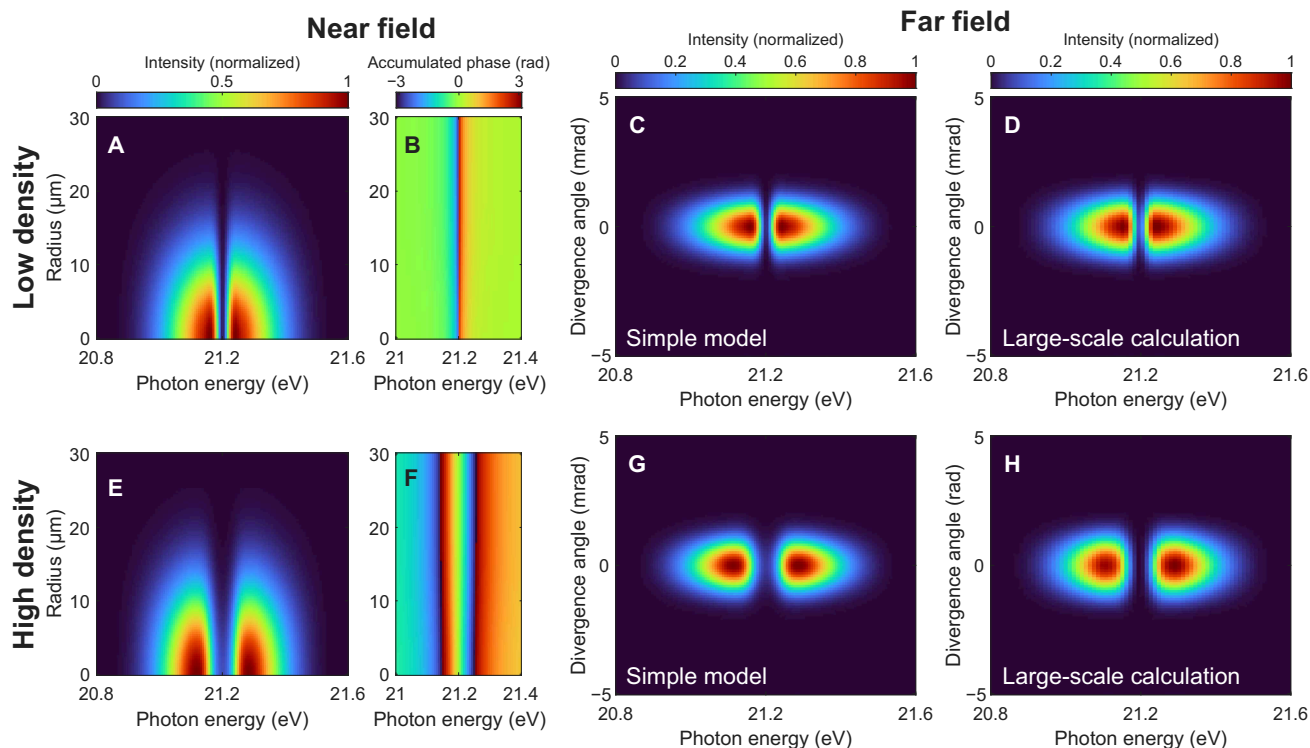 Near field
Far field
Intensity (normalized)
0 0.5 1
Accumulated phase (rad)
−3 0 3
Intensity (normalized)
0 0.2 0.4 0.6 0.8 1
Intensity (normalized)
0 0.2 0.4 0.6 0.8 1
Low density
A
Radius (μm)
30
20
10
0
20.8 21.2 21.6
Photon energy (eV)
B
30
20
10
0
21 21.2 21.4
Photon energy (eV)
C
Divergence angle (mrad)
5
0
−5
Simple model
20.8 21.2 21.6
Photon energy (eV)
D
Divergence angle (mrad)
5
0
−5
Large-scale calculation
20.8 21.2 21.6
Photon energy (eV)
High density
E
Radius (μm)
30
20
10
0
20.8 21.2 21.6
Photon energy (eV)
F
30
20
10
0
21 21.2 21.4
Photon energy (eV)
G
Divergence angle (mrad)
5
0
−5
Simple model
20.8 21.2 21.6
Photon energy (eV)
H
Divergence angle (rad)
5
0
−5
Large-scale calculation
20.8 21.2 21.6
Photon energy (eV)